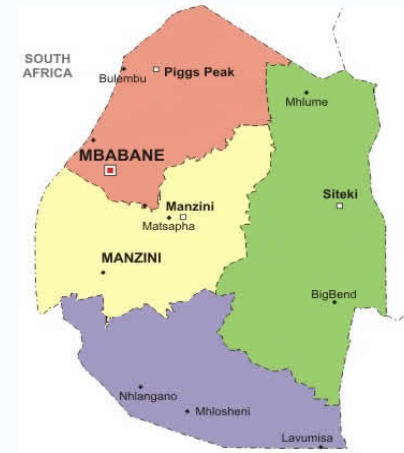 SOUTH
AFRICA
Bulembu
Piggs Peak
Mhlume
MBABANE
Siteki
Manzini
Matsapha
MANZINI
BigBend
Nhlangano
Mhlosheni
Lavumisa